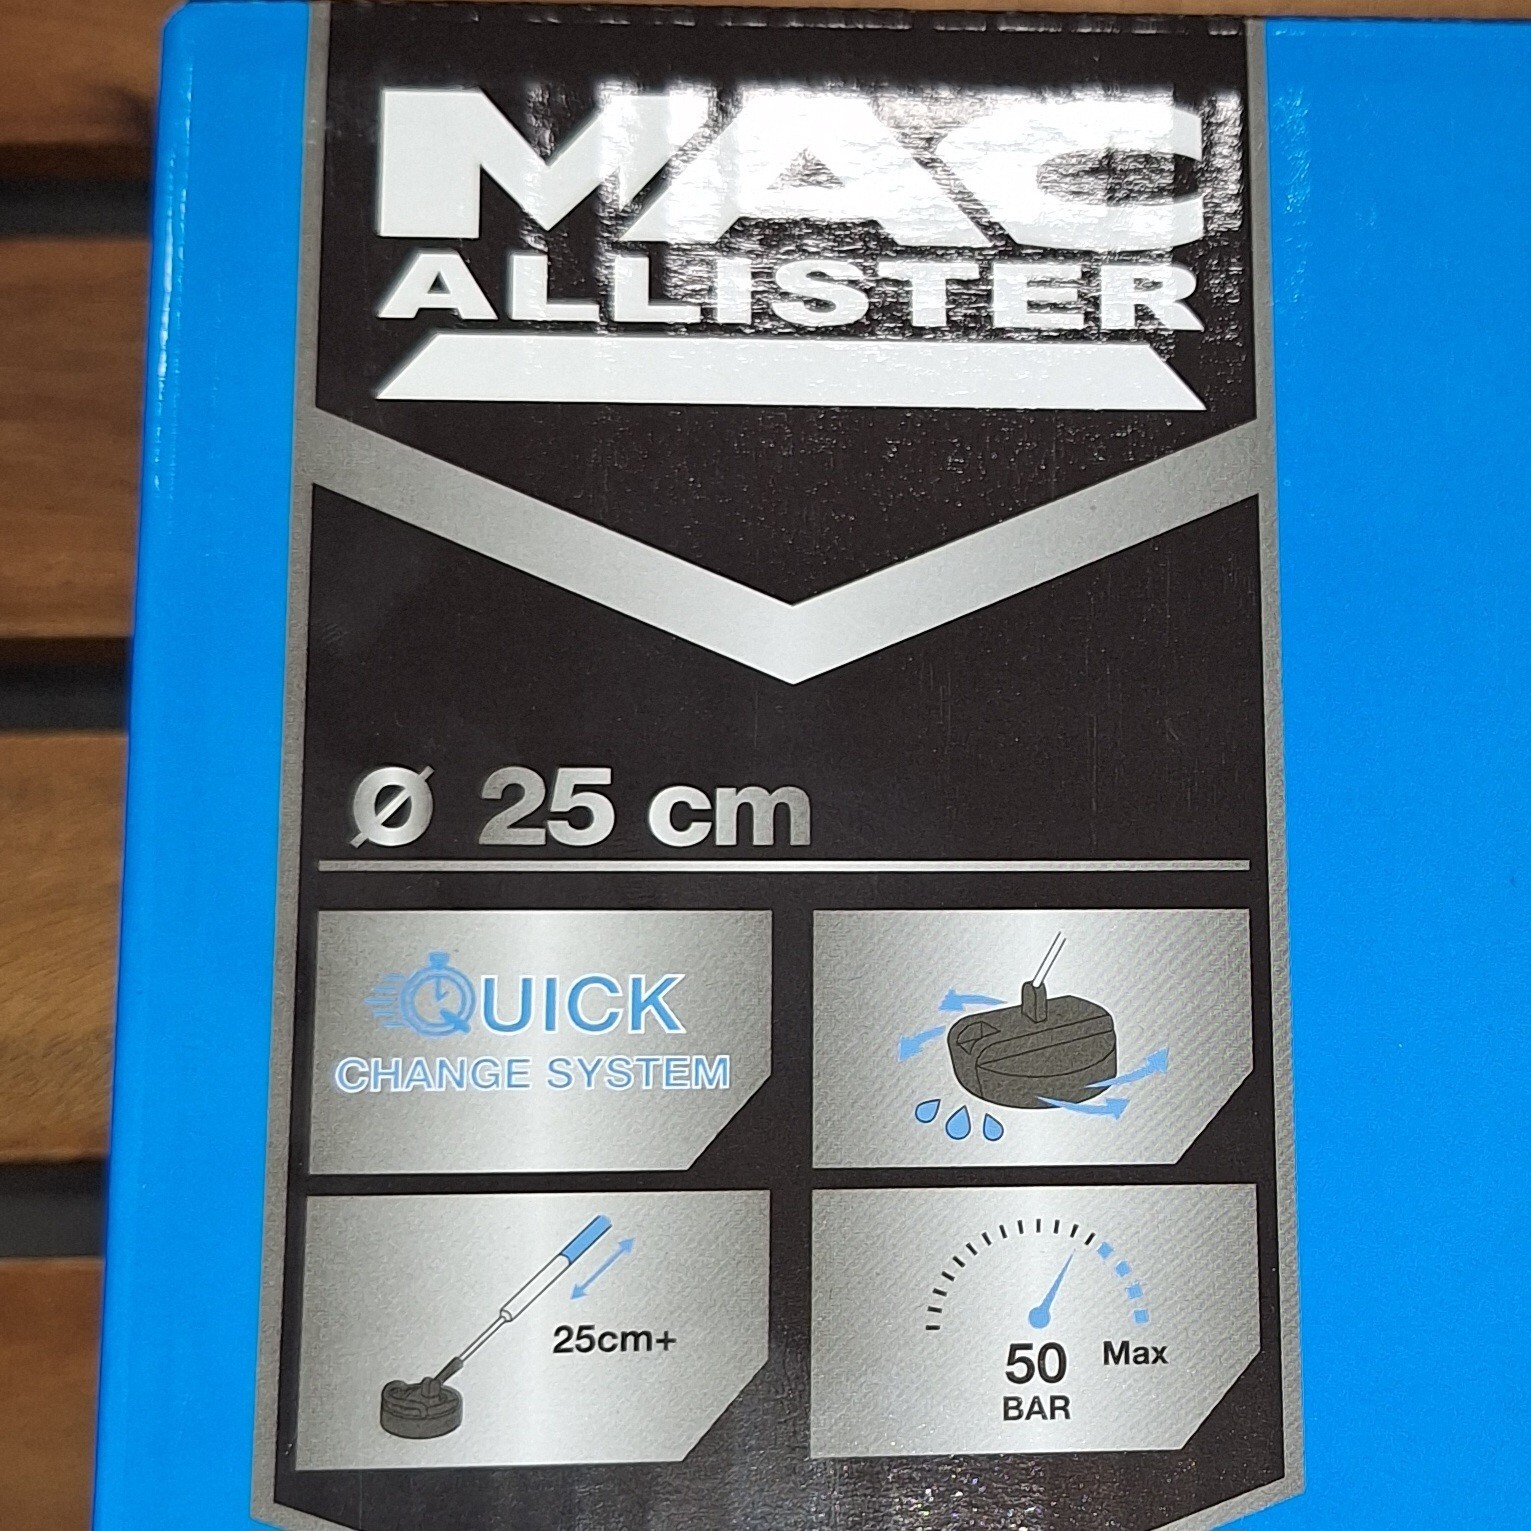 MAC
ALLISTER
Ø 25 cm
QUICK
CHANGE SYSTEM
25cm+
50 Max
BAR